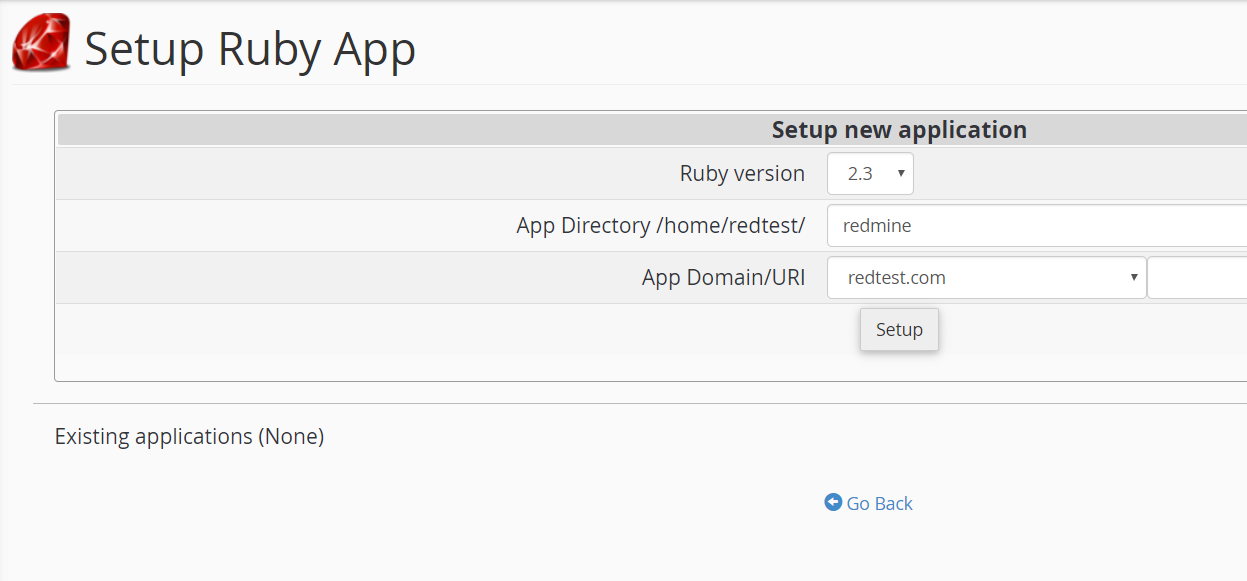 Setup Ruby App
Setup new application
Ruby version 2.3
App Directory /home/redtest/ redmine
App Domain/URI redtest.com
Setup
Existing applications (None)
Go Back